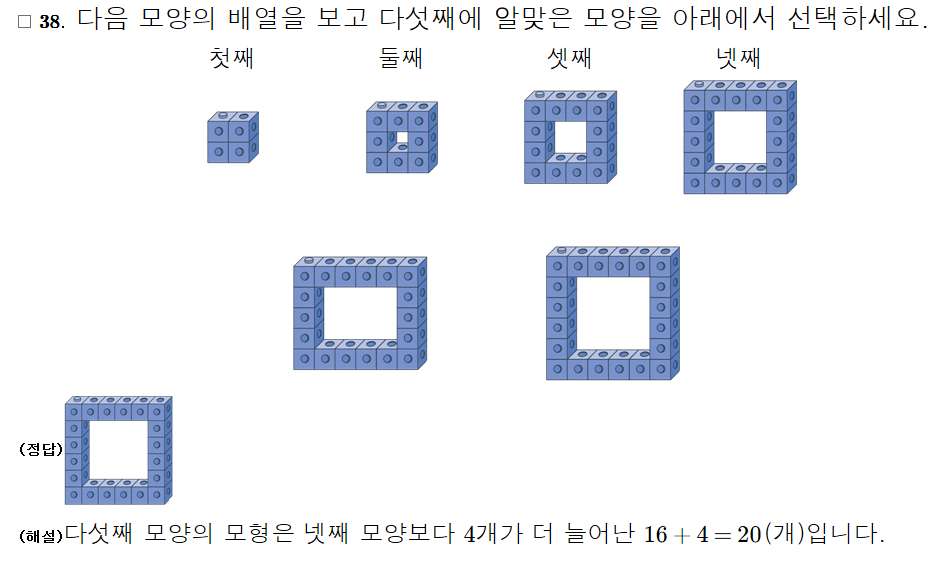 □ 38. 다음 모양의 배열을 보고 다섯째에 알맞은 모양을 아래에서 선택하세요.
첫째 둘째 셋째 넷째
(정답)
(해설)다섯째 모양의 모형은 넷째 모양보다 4개가 더 늘어난 16 + 4 = 20(개)입니다.